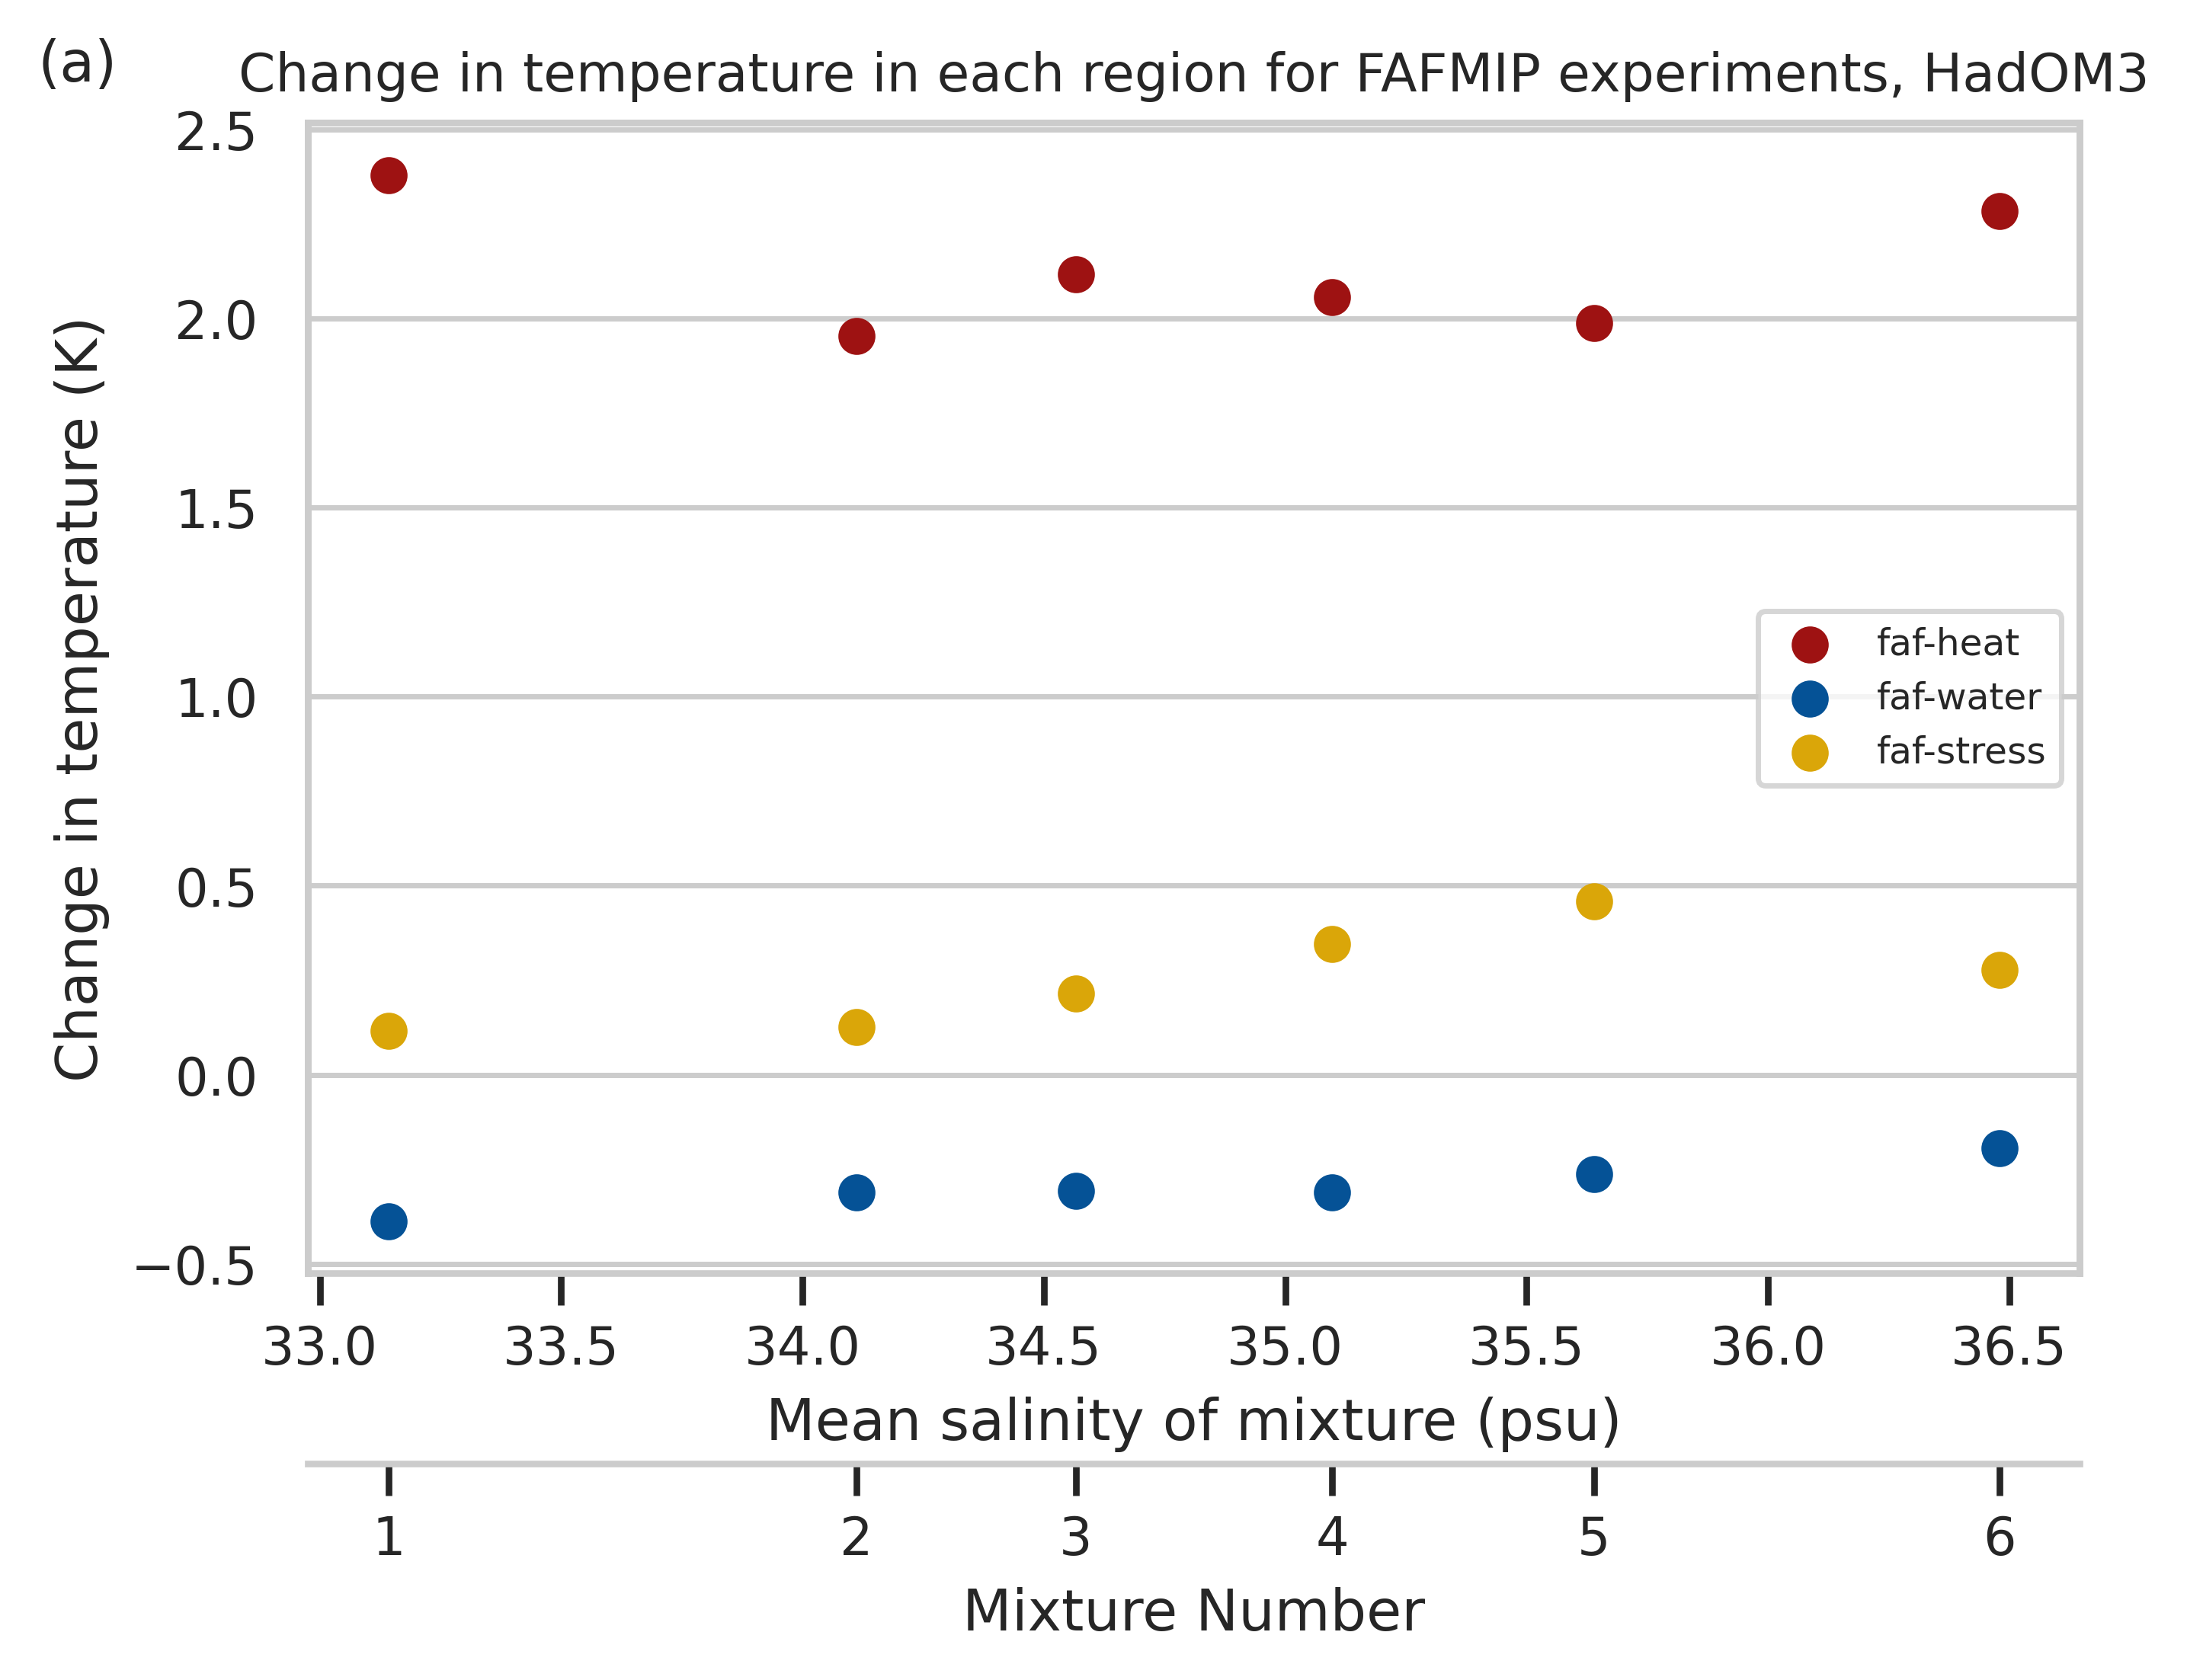 (a)
Change in temperature in each region for FAFMIP experiments, HadOM3
Change in temperature (K)
2.5
2.0
1.5
1.0
0.5
0.0
−0.5
faf-heat
faf-water
faf-stress
33.0 33.5 34.0 34.5 35.0 35.5 36.0 36.5
Mean salinity of mixture (psu)
1 2 3 4 5 6
Mixture Number